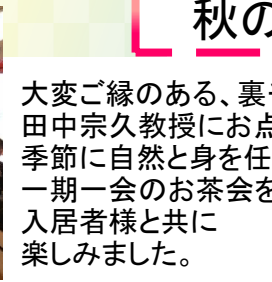 秋の
大変ご縁のある、裏
田中宗久教授にお点
季節に自然と身を任
一期一会のお茶会を
入居者様と共に
楽しみました。